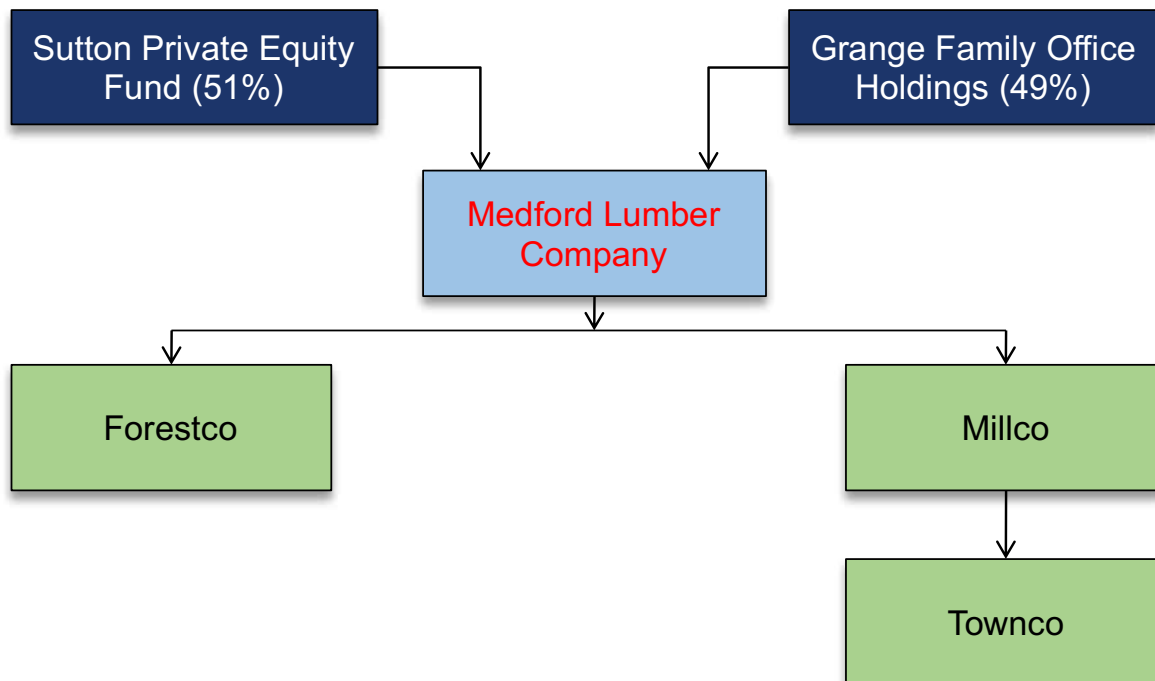 Sutton Private Equity
Fund (51%)
Grange Family Office
Holdings (49%)
Medford Lumber
Company
Forestco
Millco
Townco